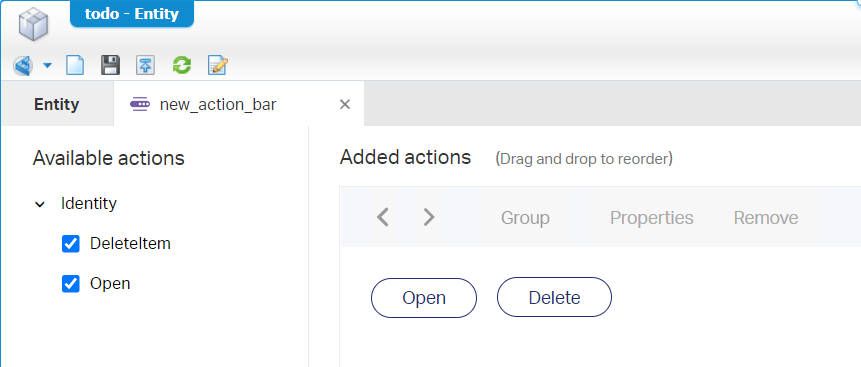 todo - Entity
Entity
new_action_bar
Available actions
Identity
DeleteItem
Open
Added actions (Drag and drop to reorder)
Group Properties Remove
Open Delete